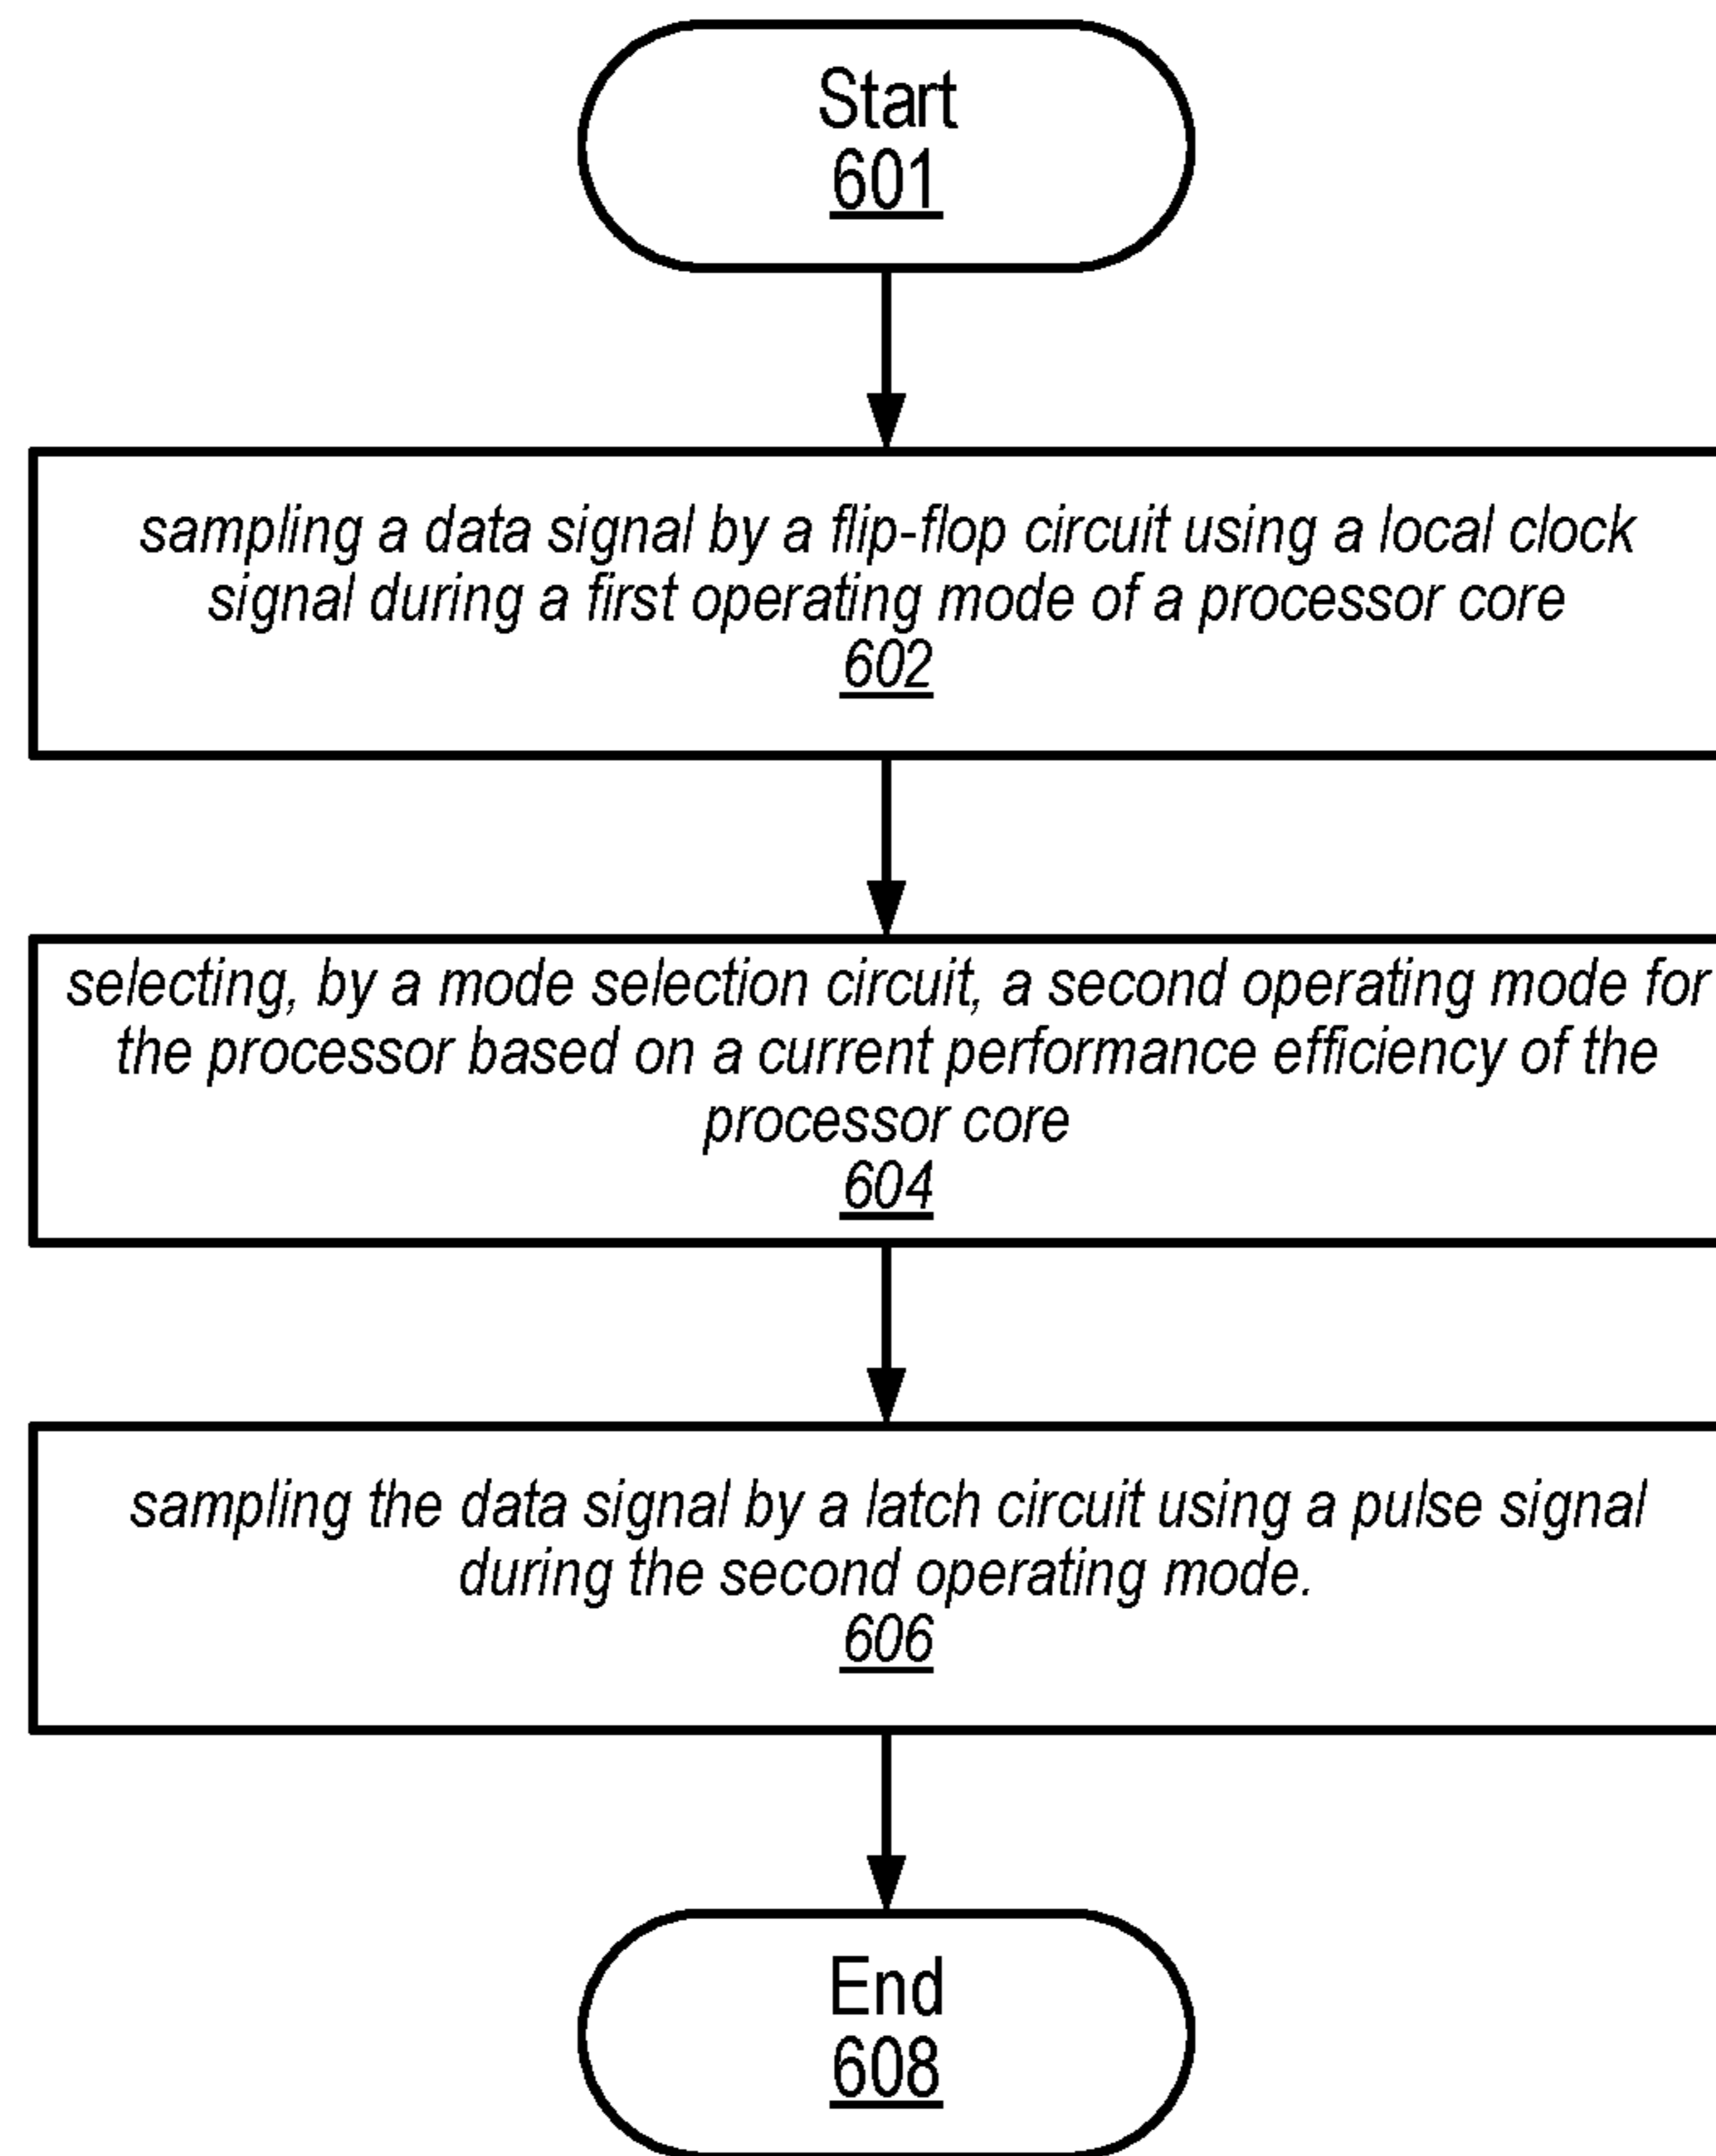 Start
601
sampling a data signal by a flip-flop circuit using a local clock
signal during a first operating mode of a processor core
602
selecting, by a mode selection circuit, a second operating mode for
the processor based on a current performance efficiency of the
processor core
604
sampling the data signal by a latch circuit using a pulse signal
during the second operating mode.
606
End
608